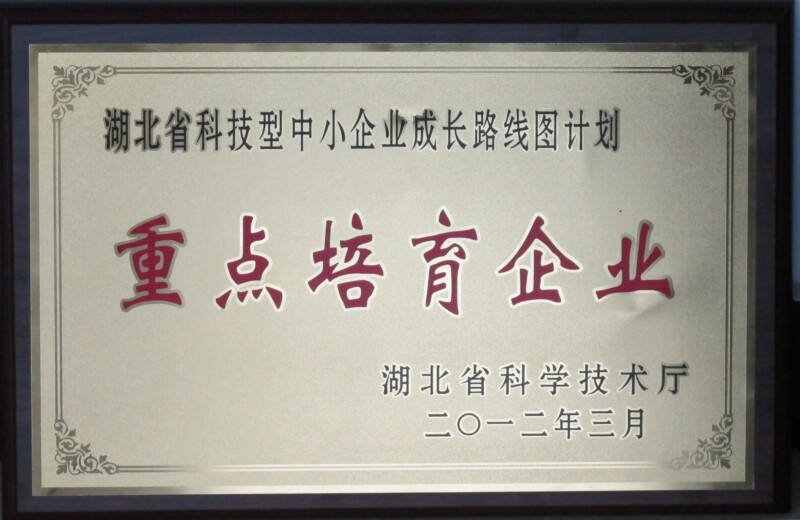 湖北省科技型中小企业成长路线图计划
重点培育企业
湖北省科学技术厅
二〇一二年三月